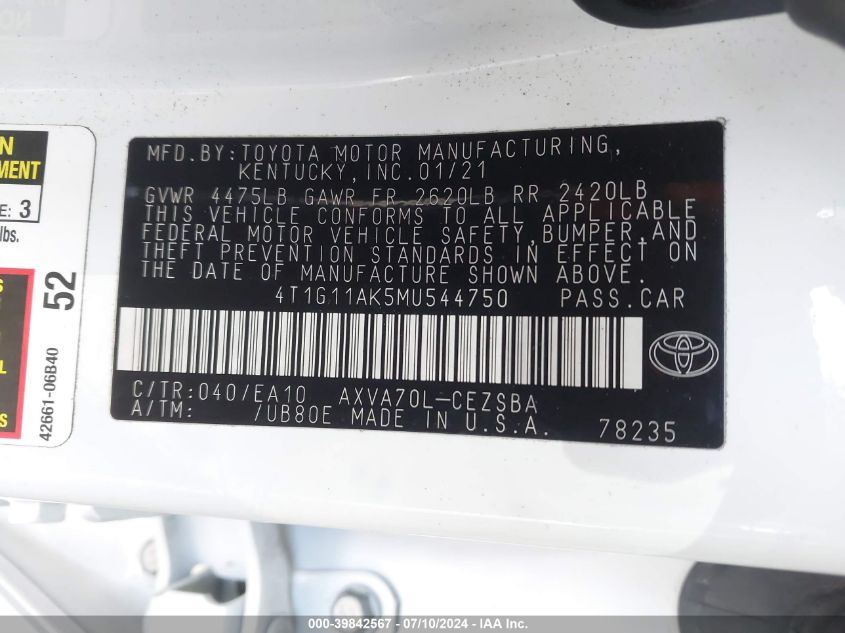 MFD.BY:TOYOTA MOTOR MANUFACTURING,
KENTUCKY, INC.01/21
GVWR 4475LB GAWR FR 2620LB RR 2420LB
THIS VEHICLE CONFORMS TO ALL APPLICABLE
FEDERAL MOTOR VEHICLE SAFETY,BUMPER,AND
THEFT PREVENTION STANDARDS IN EFFECT ON
THE DATE OF MANUFACTURE SHOWN ABOVE.
4T1G11AK5MU544750 PASS.CAR
C/TR:040/EA10 AXVA70L-CEZSBA
A/TM: /UB80E MADE IN U.S.A. 78235
MENT
E: 3
lbs.
52
42661-06B40
000-39842567 - 07/10/2024 - IAA Inc.